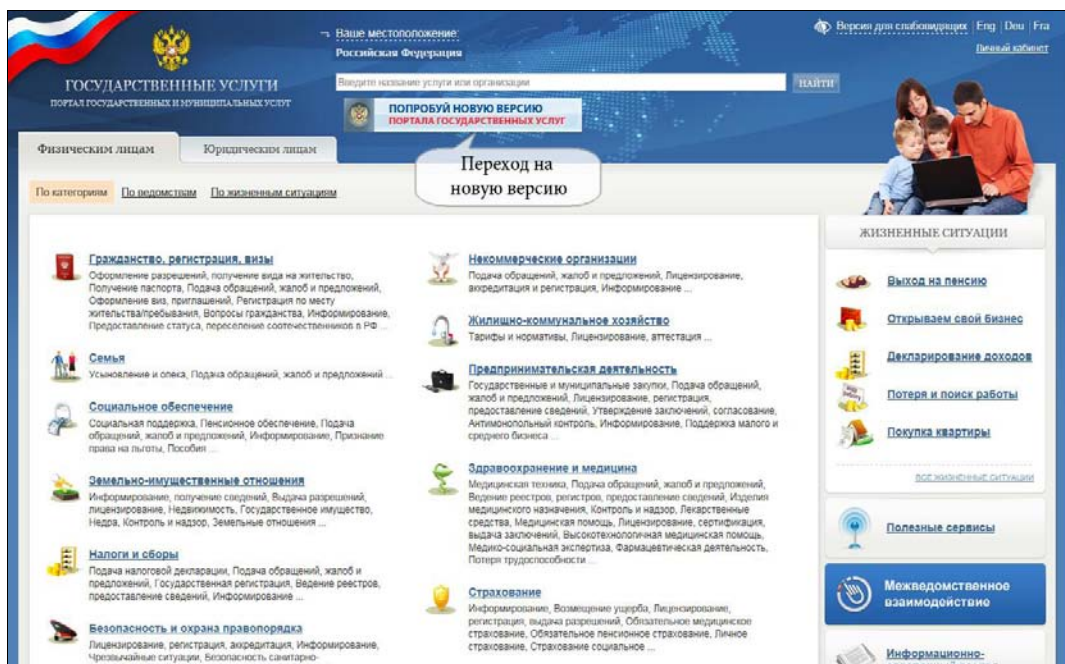 Ваше местоположение:
Российская Федерация
Версия для слабовидящих | Eng | Deu | Fra
Личный кабинет
ГОСУДАРСТВЕННЫЕ УСЛУГИ
ПОРТАЛ ГОСУДАРСТВЕННЫХ И МУНИЦИПАЛЬНЫХ УСЛУГ
Введите название услуги или организации
НАЙТИ
ПОПРОБУЙ НОВУЮ ВЕРСИЮ
ПОРТАЛА ГОСУДАРСТВЕННЫХ УСЛУГ
Переход на
новую версию
Физическим лицам
Юридическим лицам
По категориям По ведомствам По жизненным ситуациям
Гражданство, регистрация, визы
Оформление разрешений, получение вида на жительство,
Получение паспорта, Подача обращений, жалоб и предложений,
Оформление виз, приглашений, Регистрация по месту
жительства/пребывания, Вопросы гражданства, Информирование,
Предоставление статуса, переселение соотечественников в РФ ...
Семья
Усыновление и опека, Подача обращений, жалоб и предложений ...
Социальное обеспечение
Социальная поддержка, Пенсионное обеспечение, Подача
обращений, жалоб и предложений, Информирование, Признание
права на льготы, Пособия ...
Земельно-имущественные отношения
Информирование, получение сведений, Выдача разрешений,
лицензирование, Недвижимость, Государственное имущество,
Недра, Контроль и надзор, Земельные отношения ...
Налоги и сборы
Подача налоговой декларации, Подача обращений, жалоб и
предложений, Государственная регистрация, Ведение реестров,
предоставление сведений, Информирование ...
Безопасность и охрана правопорядка
Лицензирование, регистрация, аккредитация, Информирование,
Чрезвычайные ситуации, Безопасность санитарно-
Некоммерческие организации
Подача обращений, жалоб и предложений, Лицензирование,
аккредитация и регистрация, Информирование ...
Жилищно-коммунальное хозяйство
Тарифы и нормативы, Лицензирование, аттестация ...
Предпринимательская деятельность
Государственные и муниципальные закупки, Подача обращений,
жалоб и предложений, Лицензирование, регистрация,
предоставление сведений, Утверждение заключений, согласование,
Антимонопольный контроль, Информирование, Поддержка малого и
среднего бизнеса ...
Здравоохранение и медицина
Медицинская техника, Подача обращений, жалоб и предложений,
Ведение реестров, регистров, предоставление сведений, Изделия
медицинского назначения, Контроль и надзор, Лекарственные
средства, Медицинская помощь, Лицензирование, сертификация,
выдача заключений, Высокотехнологичная медицинская помощь,
Медико-социальная экспертиза, Фармацевтическая деятельность,
Потеря трудоспособности ...
Страхование
Информирование, Возмещение ущерба, Лицензирование,
регистрация, выдача разрешений, Обязательное медицинское
страхование, Обязательное пенсионное страхование, Личное
страхование, Страхование социальное ...
ЖИЗНЕННЫЕ СИТУАЦИИ
Выход на пенсию
Открываем свой бизнес
Декларирование доходов
Потеря и поиск работы
Покупка квартиры
ВСЕ ЖИЗНЕННЫЕ СИТУАЦИИ
Полезные сервисы
Межведомственное
взаимодействие
Информационно-